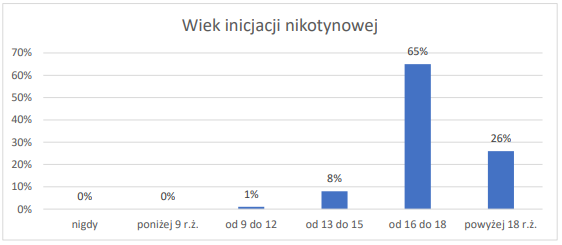 Wiek inicjacji nikotynowej
70%
60%
50%
40%
30%
20%
10%
0%
0%
0%
1%
8%
65%
26%
nigdy
poniżej 9 r.ż.
od 9 do 12
od 13 do 15
od 16 do 18
powyżej 18 r.ż.